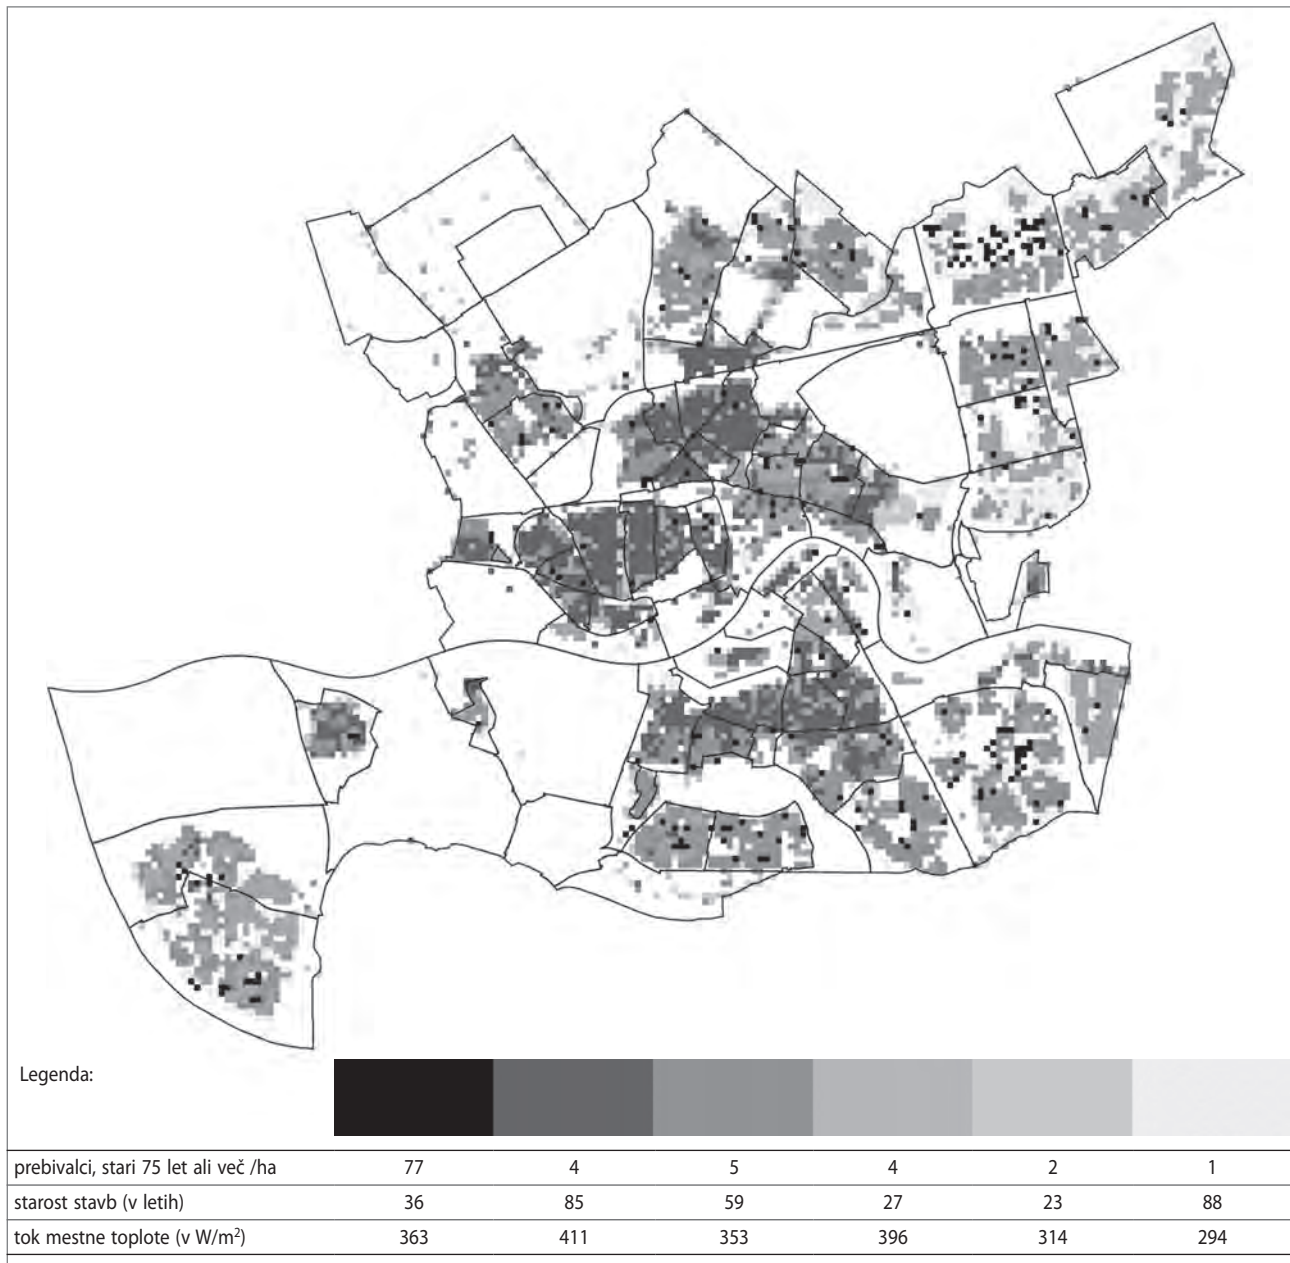 Legenda:
prebivalci, stari 75 let ali več /ha 77 4 5 4 2 1
starost stavb (v letih) 36 85 59 27 23 88
tok mestne toplote (v W/m²) 363 411 353 396 314 294